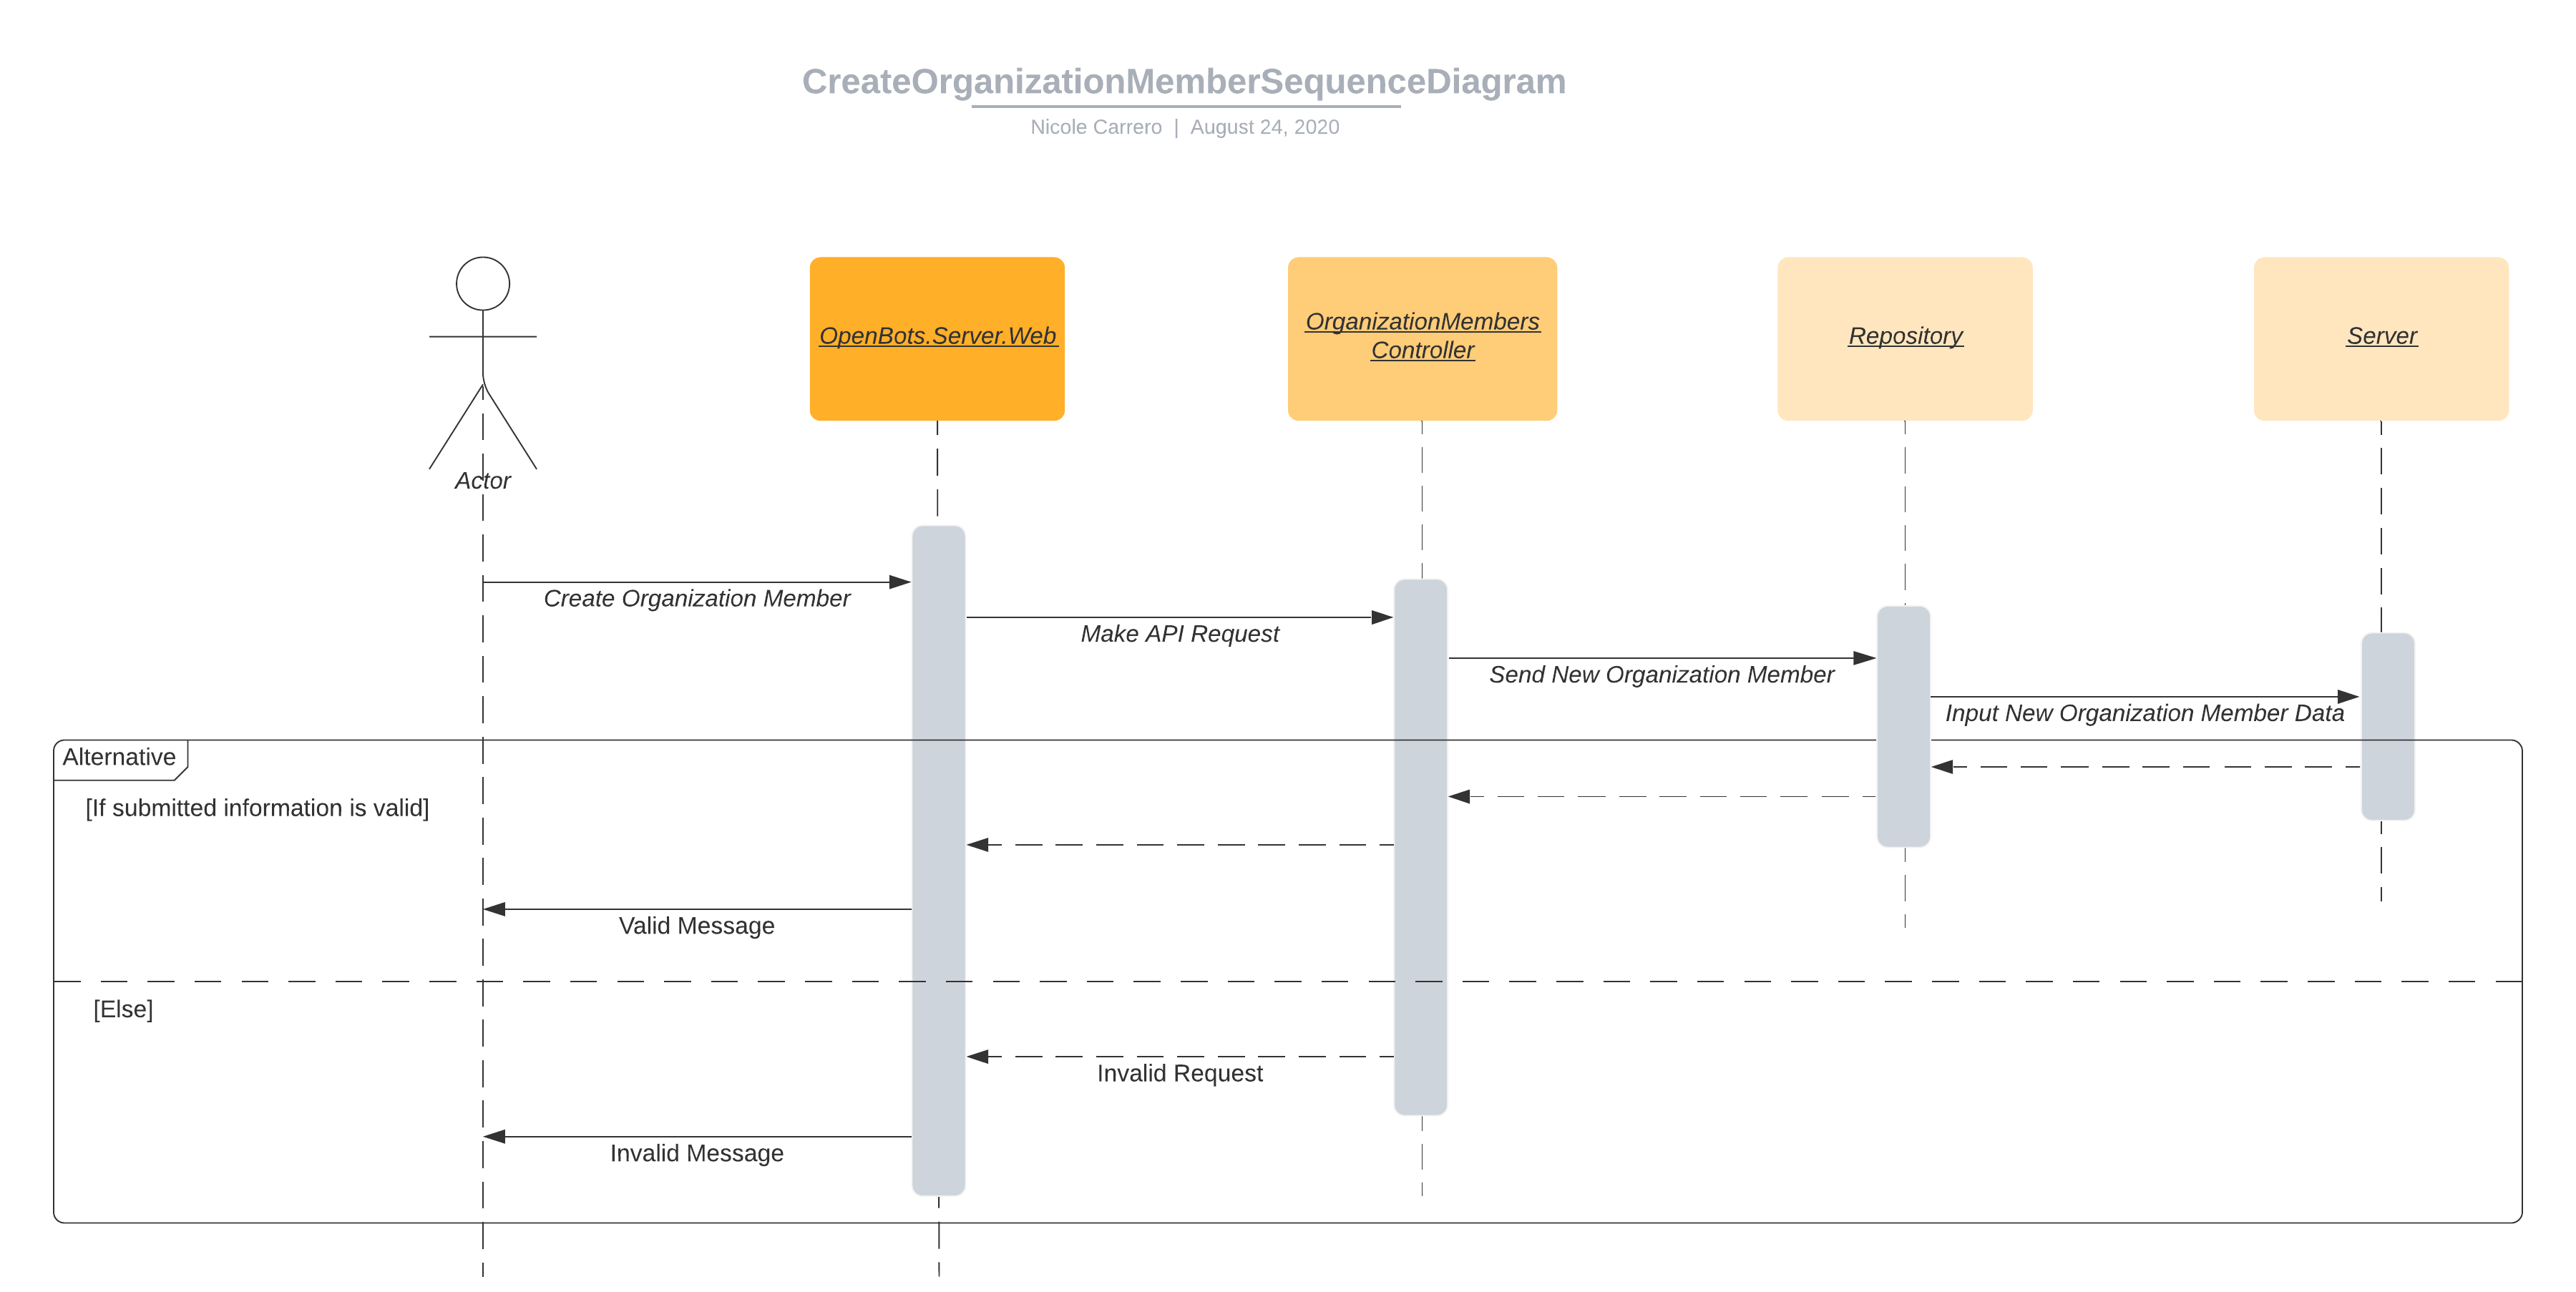 CreateOrganizationMemberSequenceDiagram
Nicole Carrero | August 24, 2020
Actor
OpenBots.Server.Web
OrganizationMembers
Controller
Repository
Server
Create Organization Member
Make API Request
Send New Organization Member
Input New Organization Member Data
Alternative
[If submitted information is valid]
Valid Message
[Else]
Invalid Request
Invalid Message